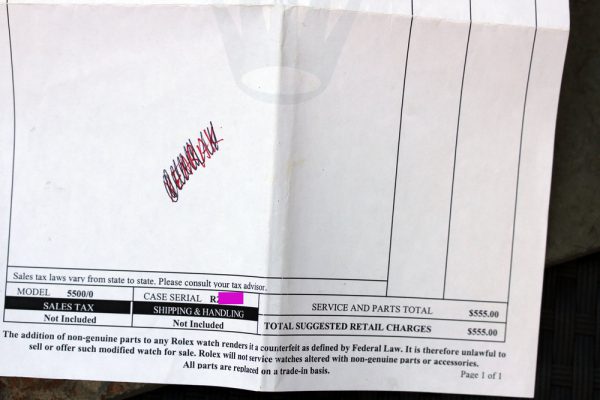 Sales tax laws vary from state to state. Please consult your tax advisor.
MODEL 5500/0 CASE SERIAL R
SALES TAX SHIPPING & HANDLING
Not Included Not Included
SERVICE AND PARTS TOTAL $555.00
TOTAL SUGGESTED RETAIL CHARGES $555.00
The addition of non-genuine parts to any Rolex watch renders it a counterfeit as defined by Federal Law. It is therefore unlawful to
sell or offer such modified watch for sale. Rolex will not service watches altered with non-genuine parts or accessories.
All parts are replaced on a trade-in basis.
Page 1 of 1